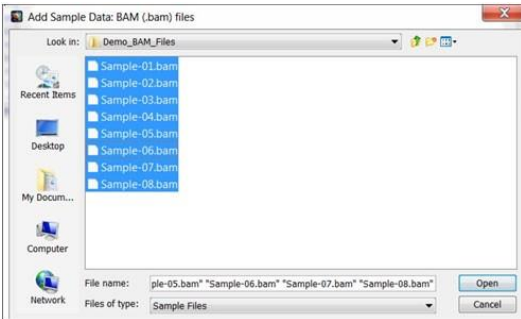 Add Sample Data: BAM (.bam) files
Look in: Demo_BAM_Files
Sample-01.bam
Sample-02.bam
Sample-03.bam
Sample-04.bam
Sample-05.bam
Sample-06.bam
Sample-07.bam
Sample-08.bam
Recent Items
Desktop
My Docum...
Computer
Network
File name: ple-05.bam" "Sample-06.bam" "Sample-07.bam" "Sample-08.bam" Open
Files of type: Sample Files Cancel